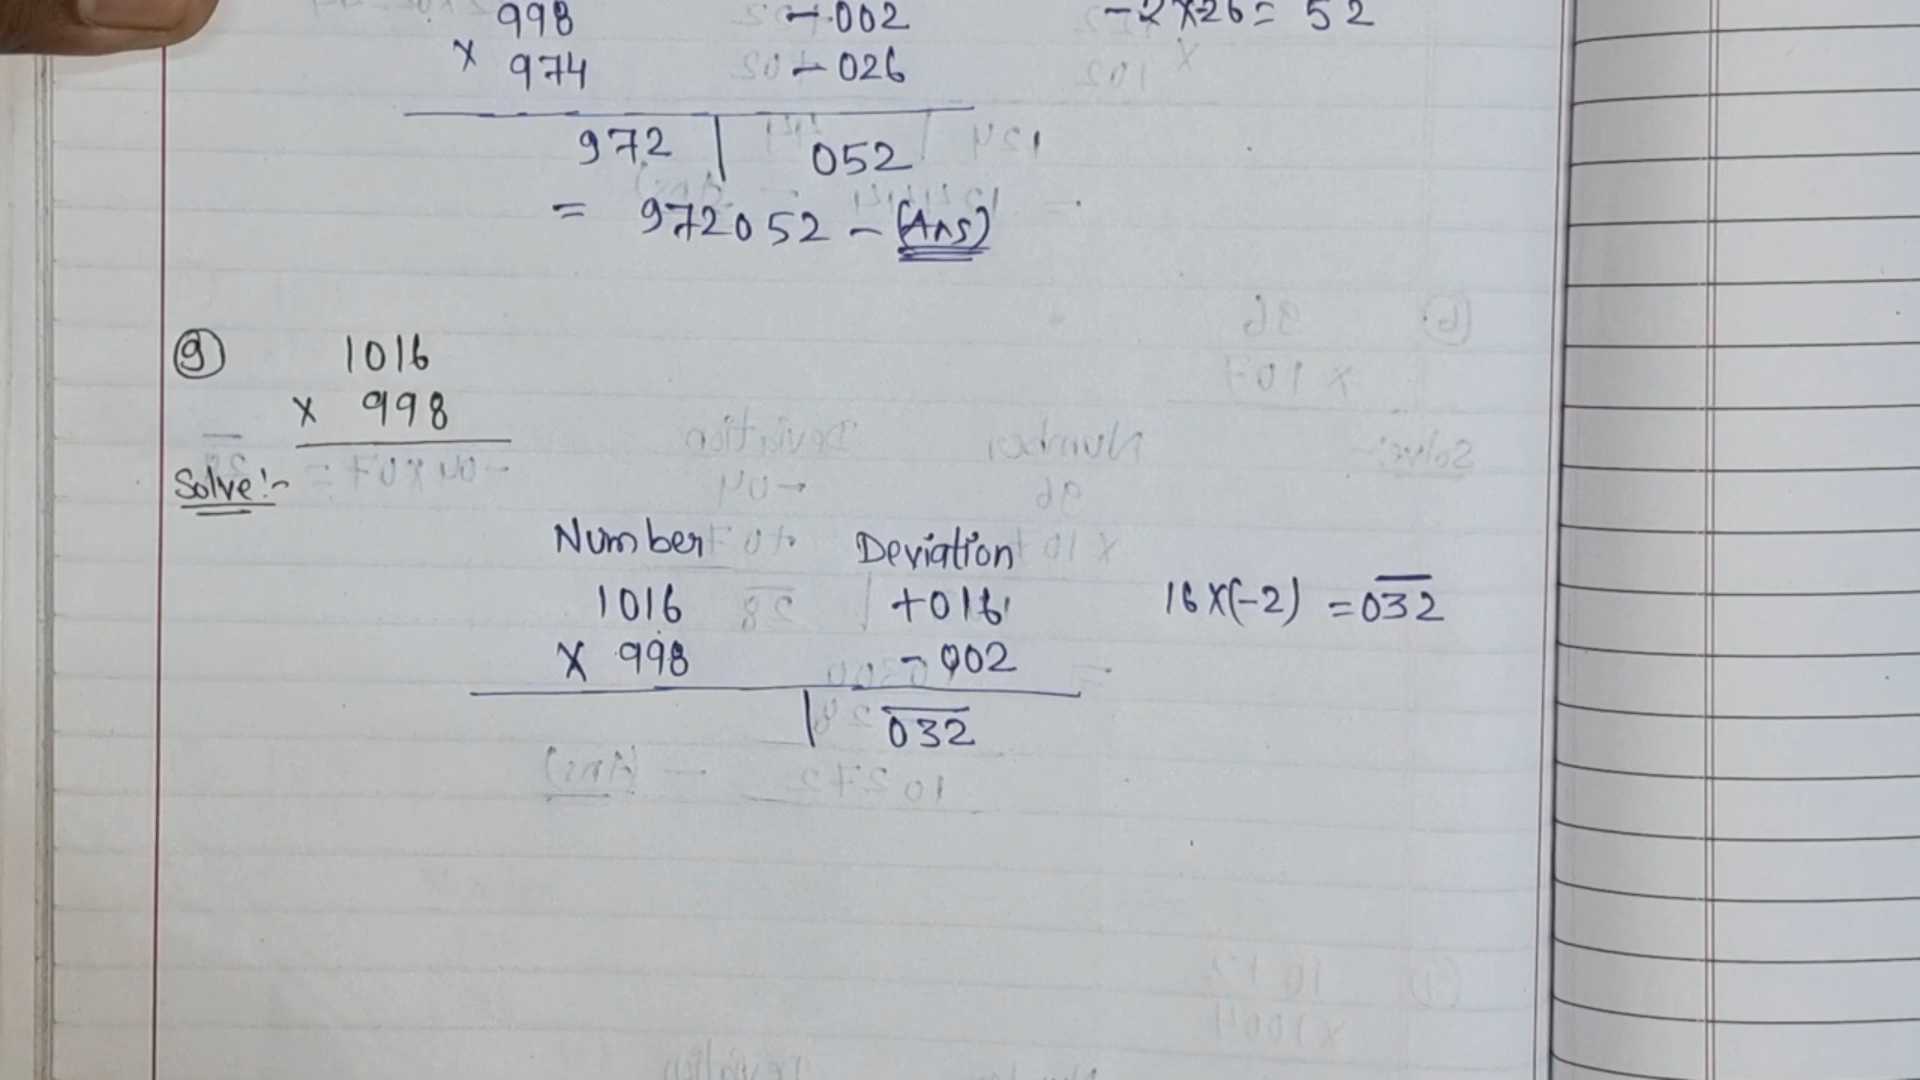 998 -002 -2×26= 52
× 974 -026
972 | 052
= 972052 - (Ans)
(9) 1016
× 998
Solve:-
Number Deviation
1016 +016 16×(-2) = 0̅3̅2̅
× 998 -002
| 0̅3̅2̅